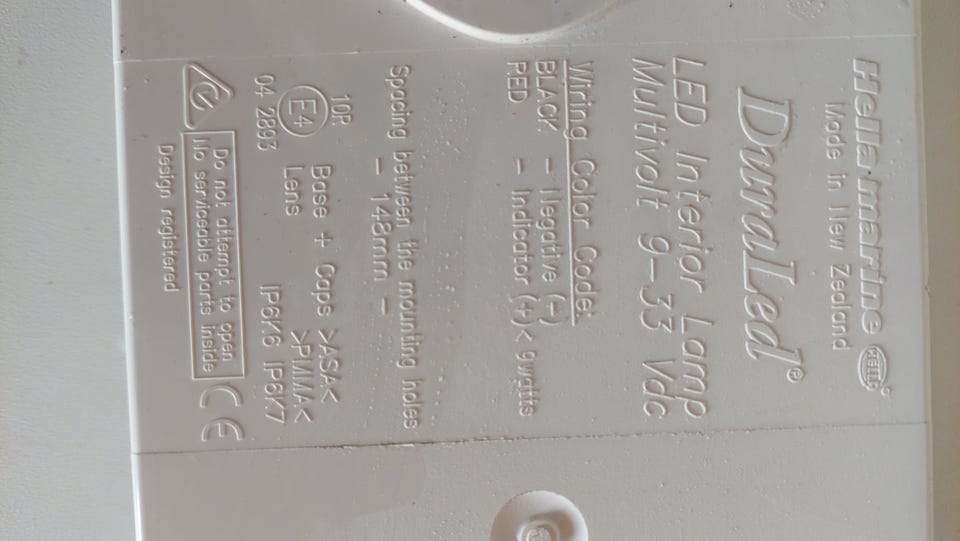 Hella marine
HELLA
Made in New Zealand
DuraLed®
LED Interior Lamp
Multivolt 9-33 Vdc
Wiring Color Code:
BLACK - Negative (-)
RED - Indicator (+)< 9watts
Spacing between the mounting holes
- 148mm -
10R
E4
04 2893
Base + Caps >ASA<
Lens >PMMA<
IP6K6 IP6K7
Do not attempt to open
No serviceable parts inside
CE
Design registered